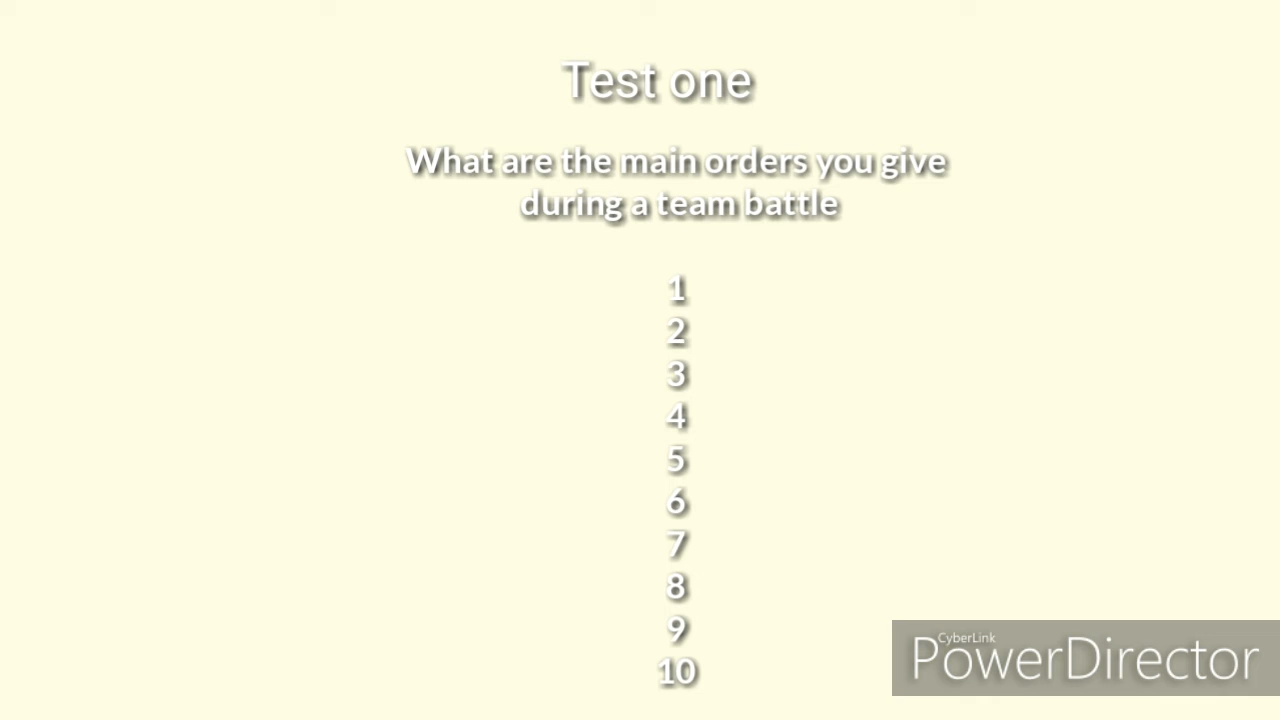 Test one
What are the main orders you give
during a team battle
1
2
3
4
5
6
7
8
9
10
CyberLink
PowerDirector